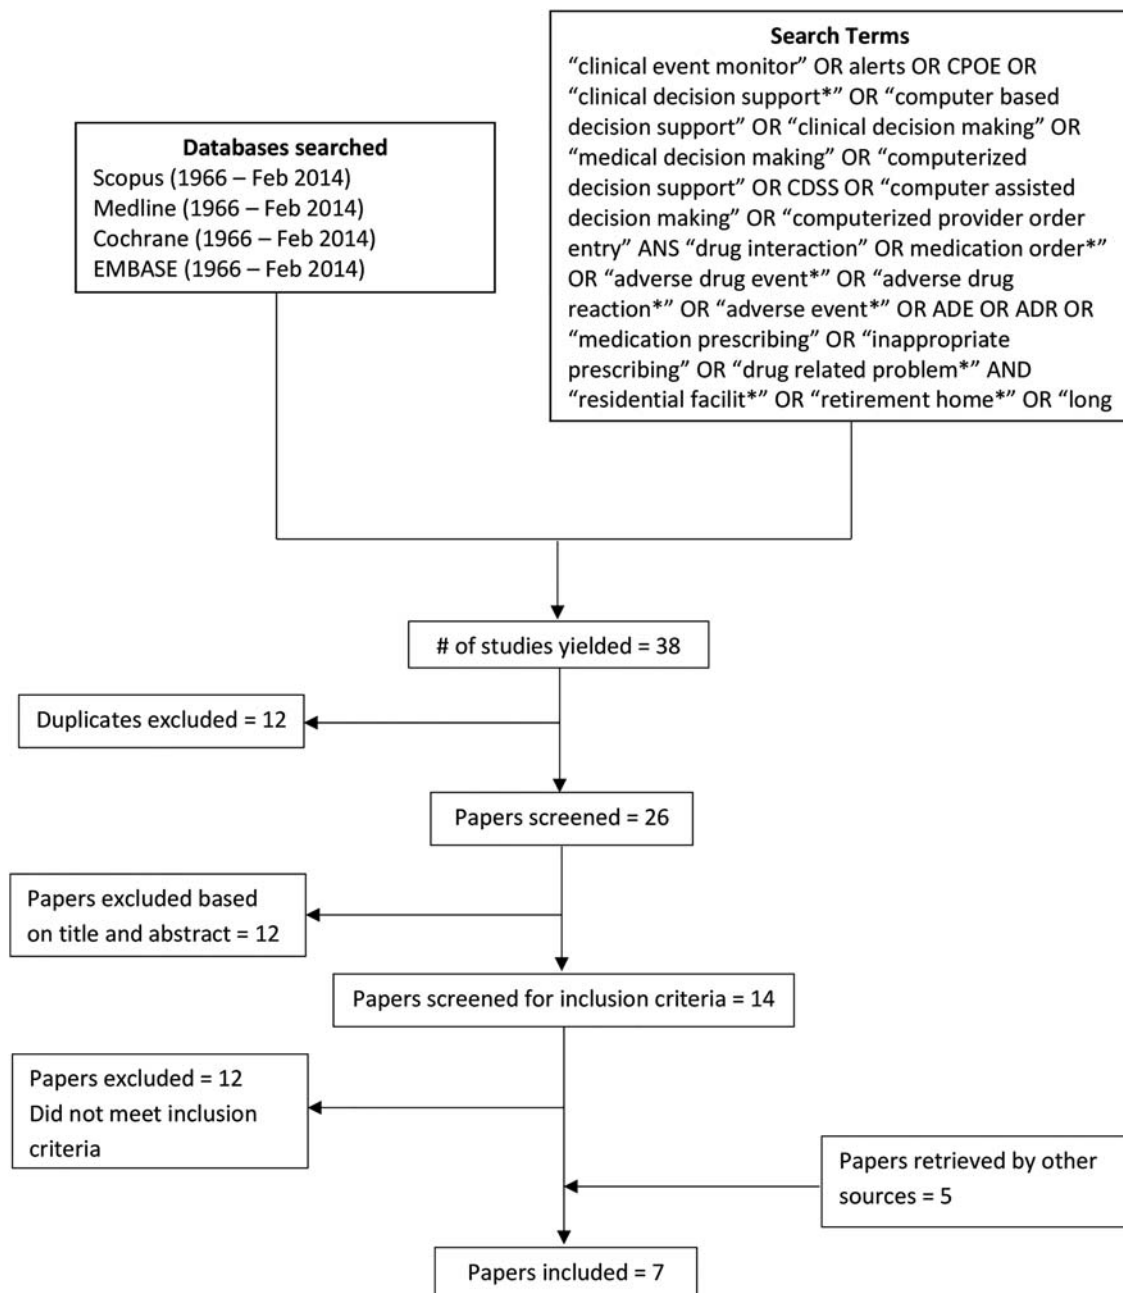 Databases searched
Scopus (1966 – Feb 2014)
Medline (1966 – Feb 2014)
Cochrane (1966 – Feb 2014)
EMBASE (1966 – Feb 2014)
Search Terms
“clinical event monitor” OR alerts OR CPOE OR
“clinical decision support*” OR “computer based
decision support” OR “clinical decision making” OR
“medical decision making” OR “computerized
decision support” OR CDSS OR “computer assisted
decision making” OR “computerized provider order
entry” ANS “drug interaction” OR medication order*”
OR “adverse drug event*” OR “adverse drug
reaction*” OR “adverse event*” OR ADE OR ADR OR
“medication prescribing” OR “inappropriate
prescribing” OR “drug related problem*” AND
“residential facilit*” OR “retirement home*” OR “long
# of studies yielded = 38
Duplicates excluded = 12
Papers screened = 26
Papers excluded based
on title and abstract = 12
Papers screened for inclusion criteria = 14
Papers excluded = 12
Did not meet inclusion
criteria
Papers retrieved by other
sources = 5
Papers included = 7